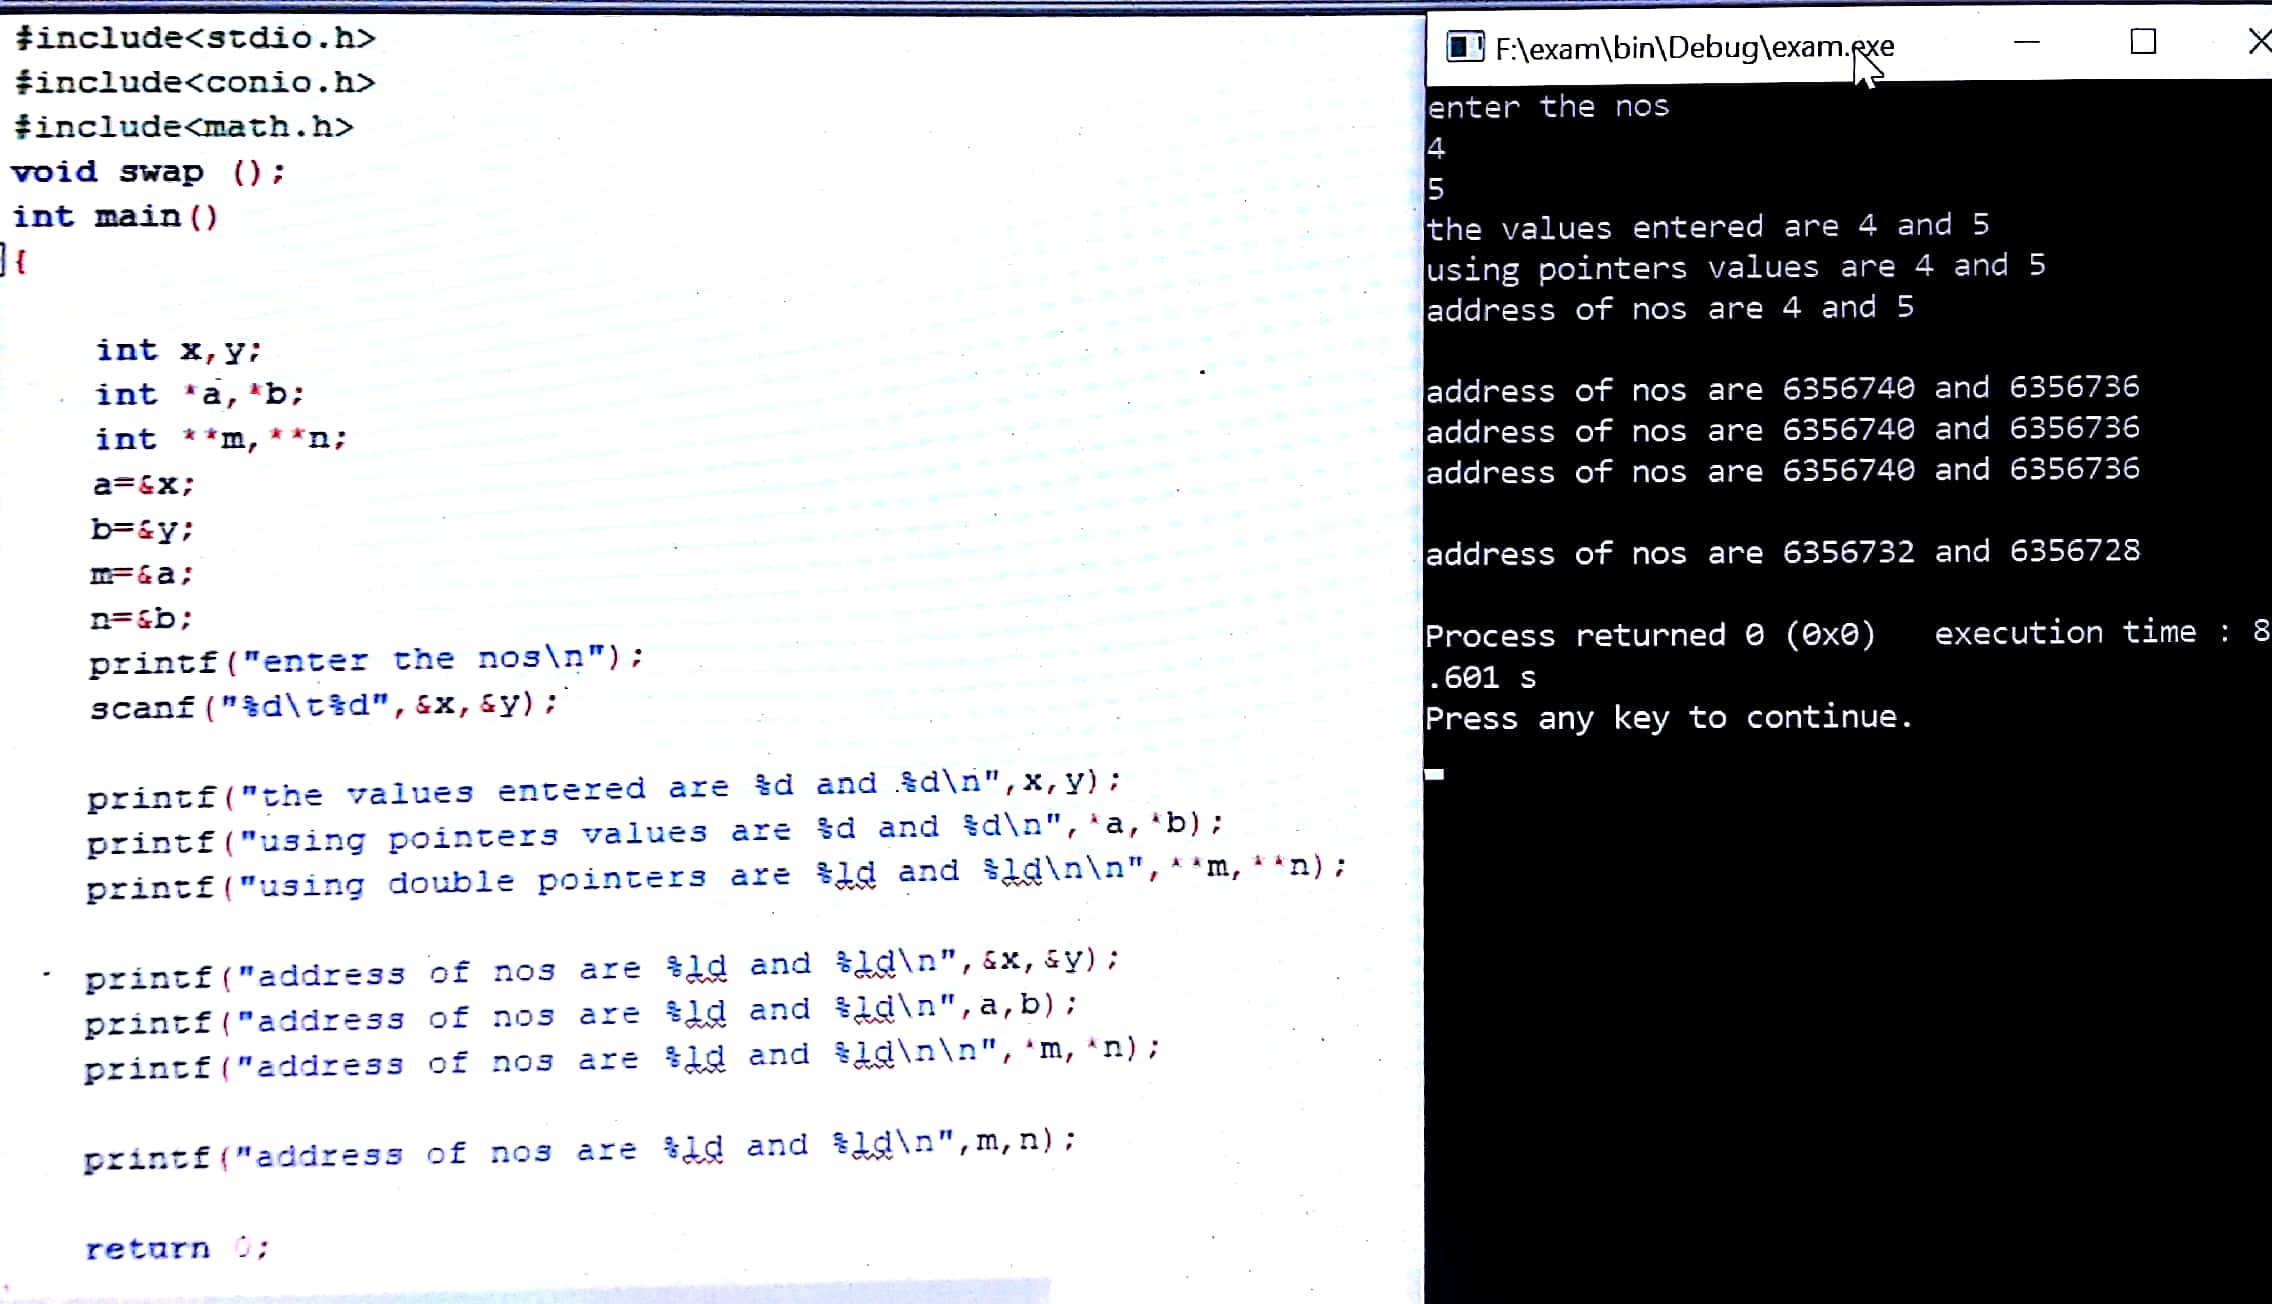 #include<stdio.h>
#include<conio.h>
#include<math.h>
void swap ();
int main()
{
int x,y;
int *a,*b;
int **m,**n;
a=&x;
b=&y;
m=&a;
n=&b;
printf("enter the nos\n");
scanf("%d\t%d",&x,&y);
printf("the values entered are %d and %d\n",x,y);
printf("using pointers values are %d and %d\n",*a,*b);
printf("using double pointers are %ld and %ld\n\n",**m,**n);
printf("address of nos are %ld and %ld\n",&x,&y);
printf("address of nos are %ld and %ld\n",a,b);
printf("address of nos are %ld and %ld\n\n",*m,*n);
printf("address of nos are %ld and %ld\n",m,n);
return 0;
F:\exam\bin\Debug\exam.exe
enter the nos
4
5
the values entered are 4 and 5
using pointers values are 4 and 5
address of nos are 4 and 5
address of nos are 6356740 and 6356736
address of nos are 6356740 and 6356736
address of nos are 6356740 and 6356736
address of nos are 6356732 and 6356728
Process returned 0 (0x0)   execution time : 8
.601 s
Press any key to continue.